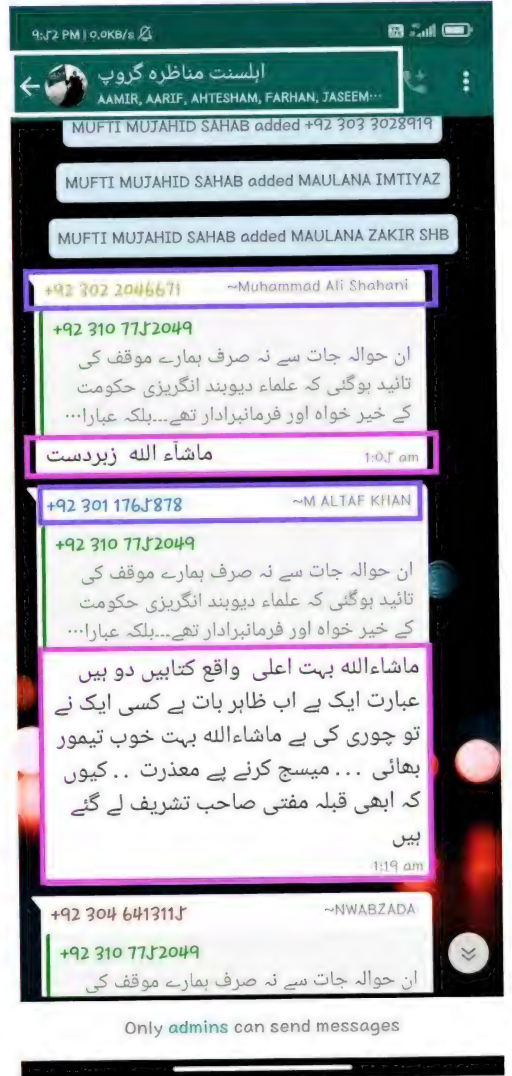 9:52 PM | 0.0KB/s
اہلسنت مناظرہ گروپ
AAMIR, AARIF, AHTESHAM, FARHAN, JASEEM...
MUFTI MUJAHID SAHAB added +92 303 3028919
MUFTI MUJAHID SAHAB added MAULANA IMTIYAZ
MUFTI MUJAHID SAHAB added MAULANA ZAKIR SHB
+92 302 2046671 ~Muhammad Ali Shahani
+92 310 7752049
ان حوالہ جات سے نہ صرف ہمارے موقف کی
تائید ہوگئی کہ علماء دیوبند انگریزی حکومت
کے خیر خواہ اور فرمانبرادار تھے...بلکہ عبارا...
ماشآء اللہ زبردست 1:05 am
+92 301 1765878 ~M ALTAF KHAN
+92 310 7752049
ان حوالہ جات سے نہ صرف ہمارے موقف کی
تائید ہوگئی کہ علماء دیوبند انگریزی حکومت
کے خیر خواہ اور فرمانبرادار تھے...بلکہ عبارا...
ماشاءاللہ بہت اعلی واقع کتابیں دو ہیں
عبارت ایک ہے اب ظاہر بات ہے کسی ایک نے
تو چوری کی ہے ماشاءاللہ بہت خوب تیمور
بھائی ... میسج کرنے پے معذرت .. کیوں
کہ ابھی قبلہ مفتی صاحب تشریف لے گئے
ہیں
1:19 am
+92 304 6413115 ~NWABZADA
+92 310 7752049
ان حوالہ جات سے نہ صرف ہمارے موقف کی
Only admins can send messages